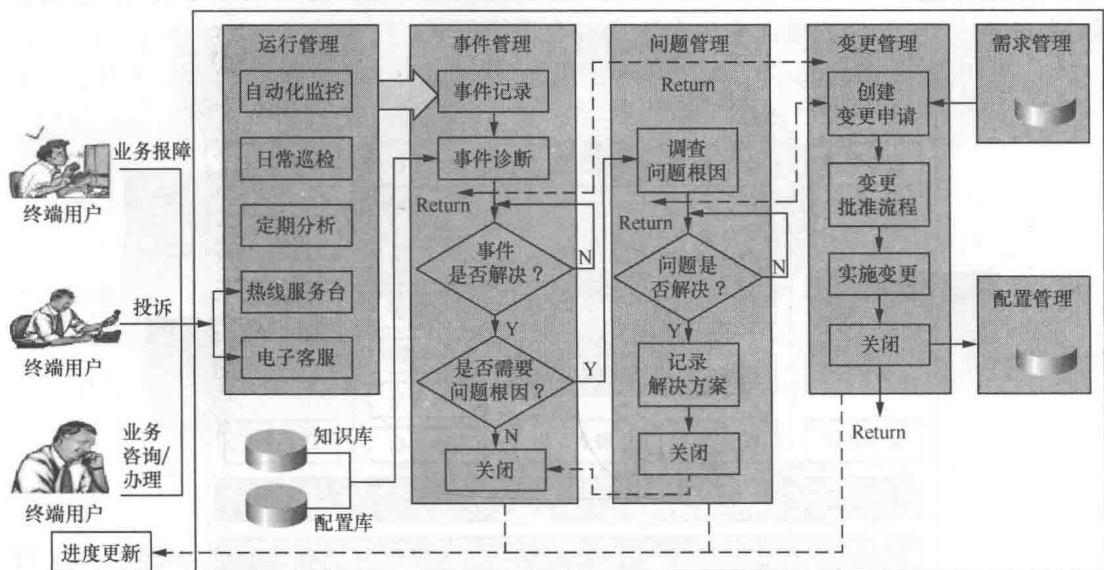 业务报障
终端用户
投诉
终端用户
业务
咨询/
办理
终端用户
进度更新
运行管理
自动化监控
日常巡检
定期分析
热线服务台
电子客服
知识库
配置库
事件管理
事件记录
事件诊断
Return
事件
是否解决?
N
Y
是否需要
问题根因?
Y
N
关闭
问题管理
Return
调查
问题根因
Return
问题是
否解决?
N
Y
记录
解决方案
关闭
变更管理
创建
变更申请
变更
批准流程
实施变更
关闭
Return
需求管理
配置管理